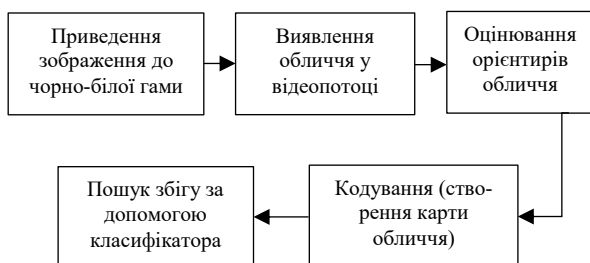 Приведення
зображення до
чорно-білої гами
Виявлення
обличчя у
відеопотоці
Оцінювання
орієнтирів
обличчя
Кодування (ство-
рення карти
обличчя)
Пошук збігу за
допомогою
класифікатора